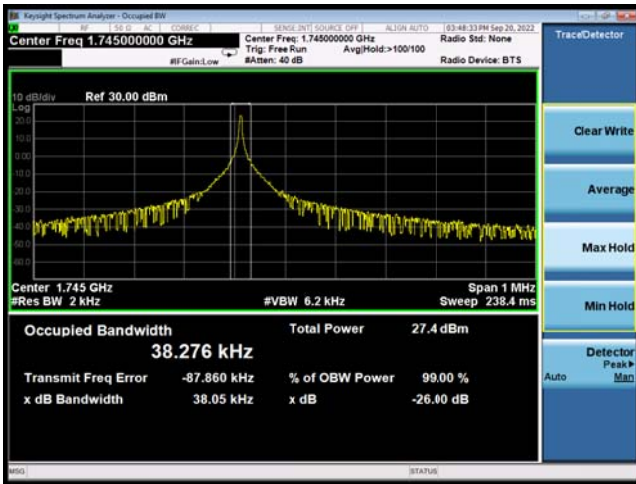 Keysight Spectrum Analyzer - Occupied BW
RF 50 Ω AC CORREC SENSE:INT SOURCE OFF ALIGN AUTO 03:48:33 PM Sep 20, 2022
Center Freq 1.745000000 GHz
Center Freq: 1.745000000 GHz
Radio Std: None
Trig: Free Run Avg|Hold:>100/100
#IFGain:Low #Atten: 40 dB
Radio Device: BTS
10 dB/div Ref 30.00 dBm
Log
20.0
10.0
0.00
Center 1.745 GHz
Span 1 MHz
#Res BW 2 kHz
#VBW 6.2 kHz
Sweep 238.4 ms
Occupied Bandwidth
Total Power 27.4 dBm
38.276 kHz
Transmit Freq Error -87.860 kHz
% of OBW Power 99.00 %
x dB Bandwidth 38.05 kHz
x dB -26.00 dB
MSG
STATUS
Trace/Detector
Clear Write
Average
Max Hold
Min Hold
Detector
Peak▶
Auto Man